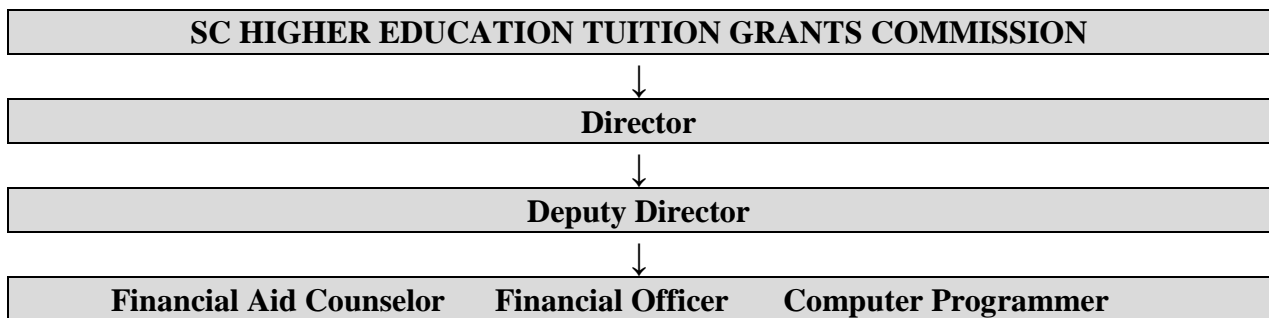 SC HIGHER EDUCATION TUITION GRANTS COMMISSION
↓
Director
↓
Deputy Director
↓
Financial Aid Counselor Financial Officer Computer Programmer